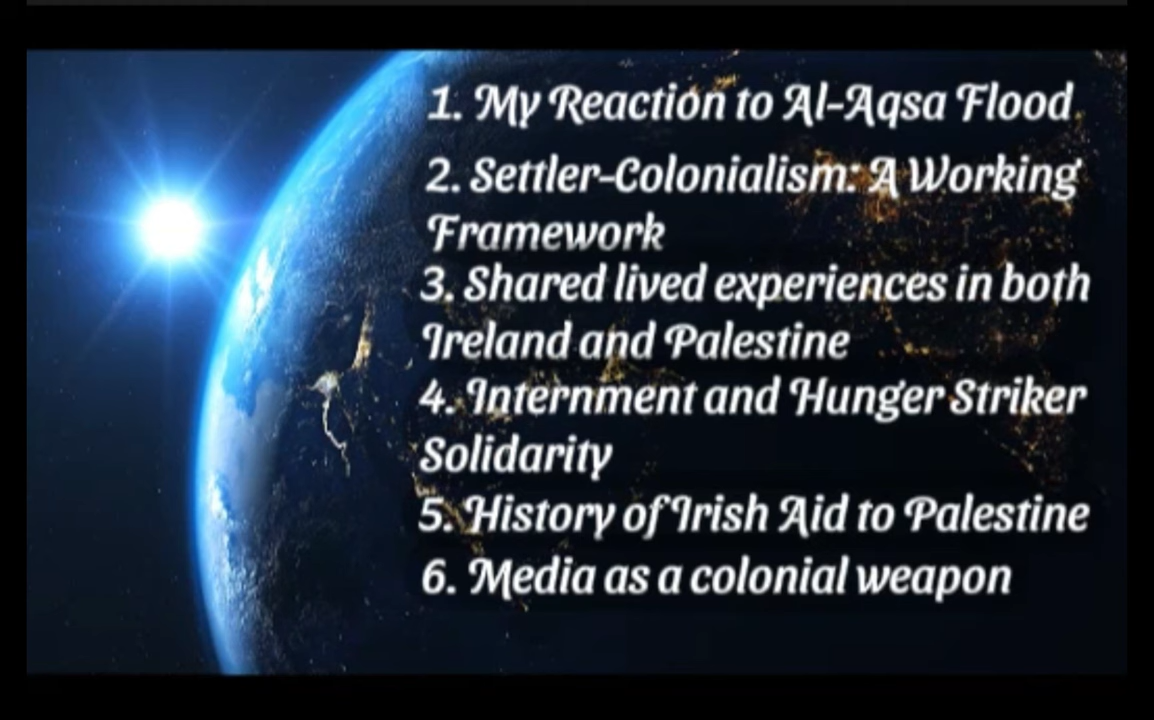 1. My Reaction to Al-Aqsa Flood
2. Settler-Colonialism: A Working
Framework
3. Shared lived experiences in both
Ireland and Palestine
4. Internment and Hunger Striker
Solidarity
5. History of Irish Aid to Palestine
6. Media as a colonial weapon